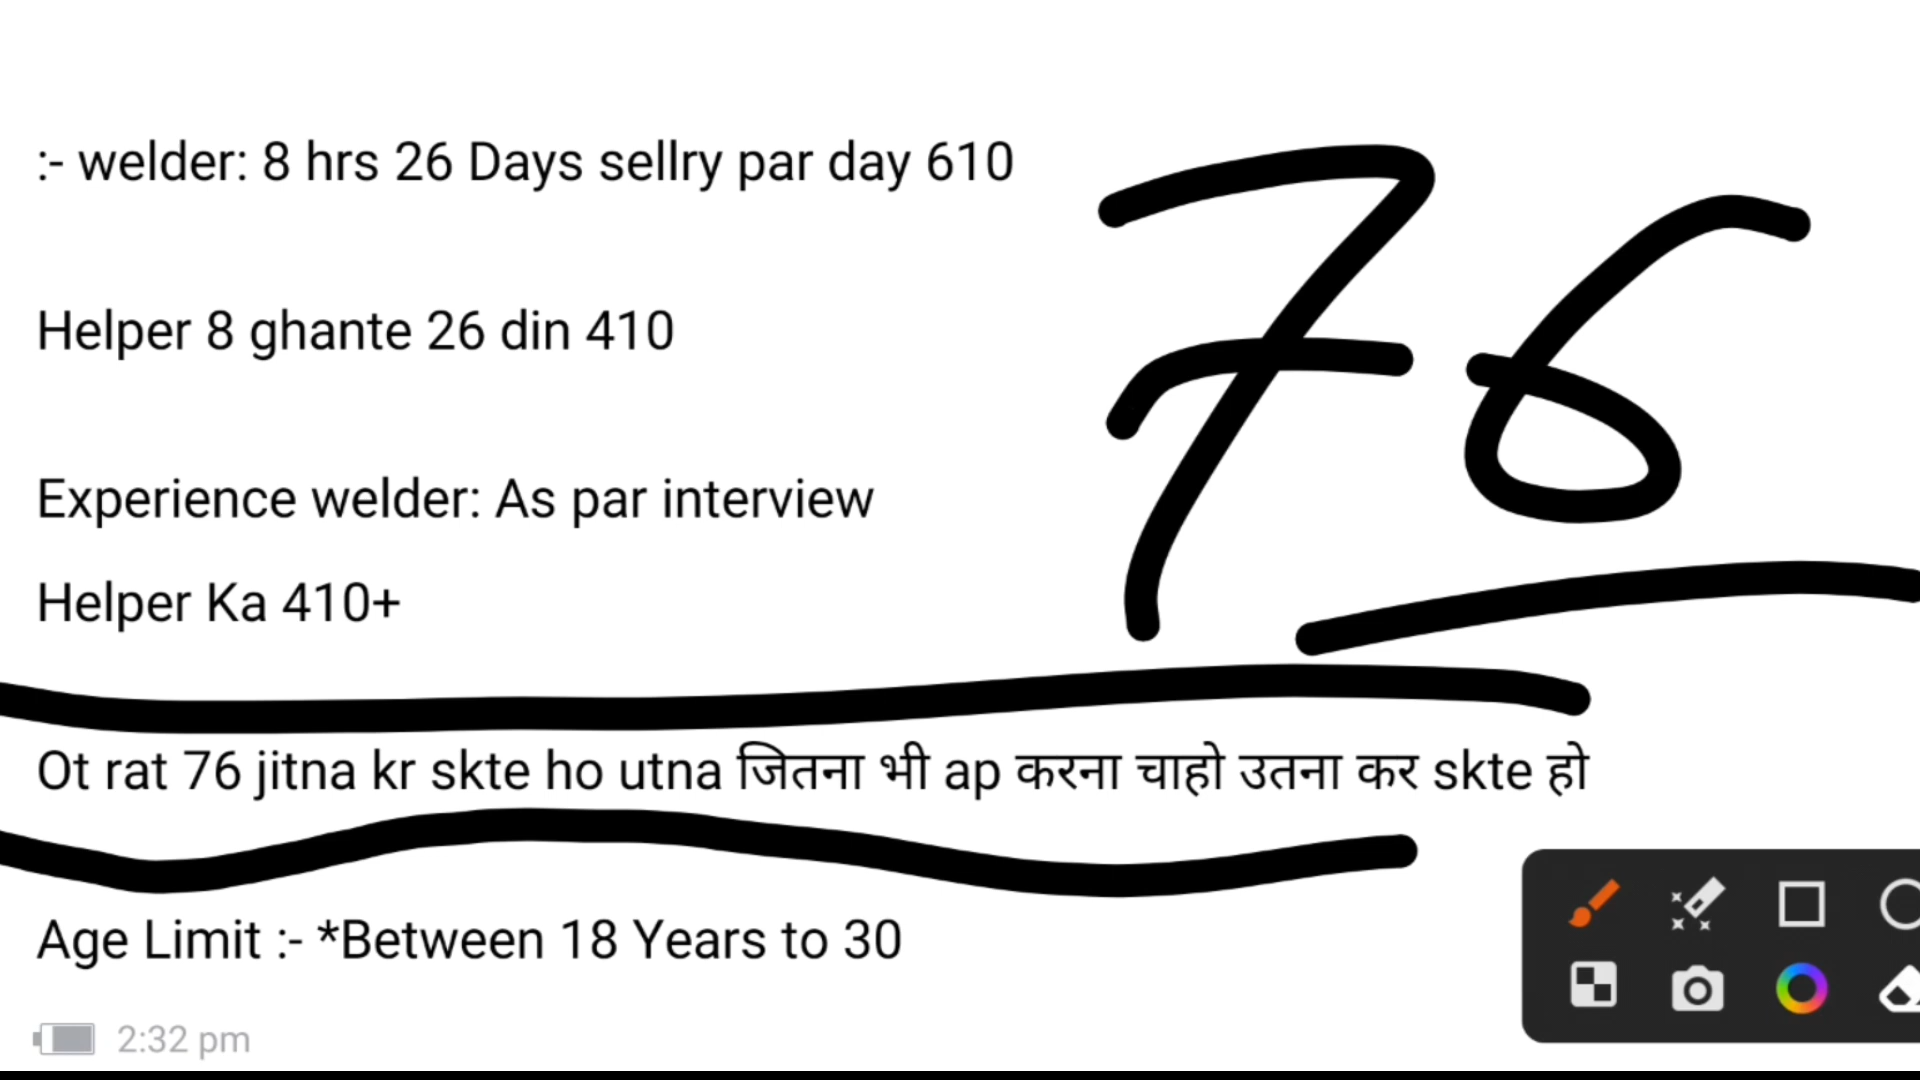 :- welder: 8 hrs 26 Days sellry par day 610
76
Helper 8 ghante 26 din 410
Experience welder: As par interview
Helper Ka 410+
Ot rat 76 jitna kr skte ho utna जितना भी ap करना चाहो उतना कर skte हो
Age Limit :- *Between 18 Years to 30
2:32 pm